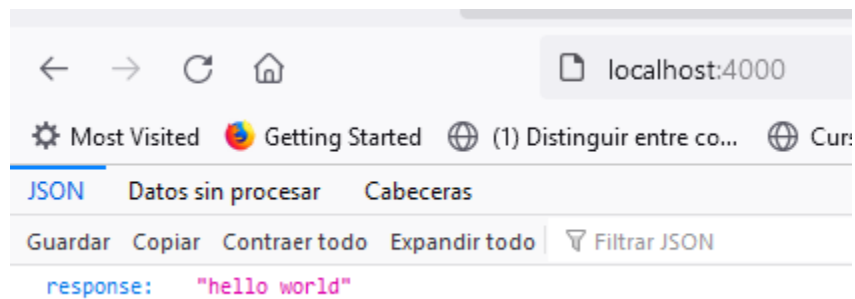 localhost:4000
Most Visited Getting Started (1) Distinguir entre co... Curs
JSON Datos sin procesar Cabeceras
Guardar Copiar Contraer todo Expandir todo Filtrar JSON
response: "hello world"